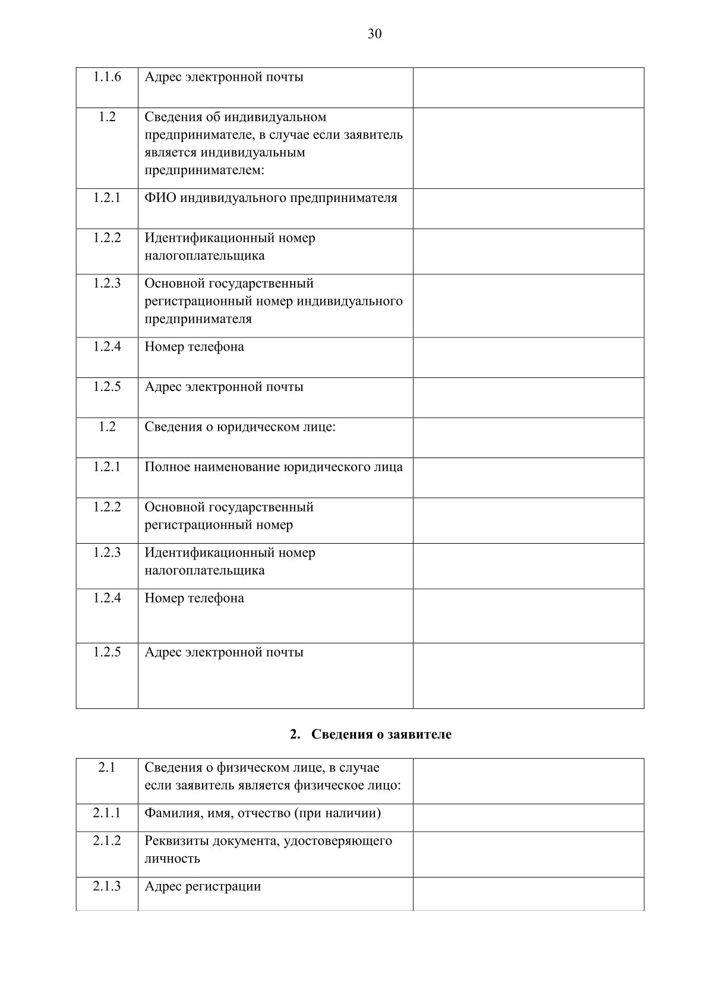 30
1.1.6 Адрес электронной почты
1.2 Сведения об индивидуальном
предпринимателе, в случае если заявитель
является индивидуальным
предпринимателем:
1.2.1 ФИО индивидуального предпринимателя
1.2.2 Идентификационный номер
налогоплательщика
1.2.3 Основной государственный
регистрационный номер индивидуального
предпринимателя
1.2.4 Номер телефона
1.2.5 Адрес электронной почты
1.2 Сведения о юридическом лице:
1.2.1 Полное наименование юридического лица
1.2.2 Основной государственный
регистрационный номер
1.2.3 Идентификационный номер
налогоплательщика
1.2.4 Номер телефона
1.2.5 Адрес электронной почты
2. Сведения о заявителе
2.1 Сведения о физическом лице, в случае
если заявитель является физическое лицо:
2.1.1 Фамилия, имя, отчество (при наличии)
2.1.2 Реквизиты документа, удостоверяющего
личность
2.1.3 Адрес регистрации